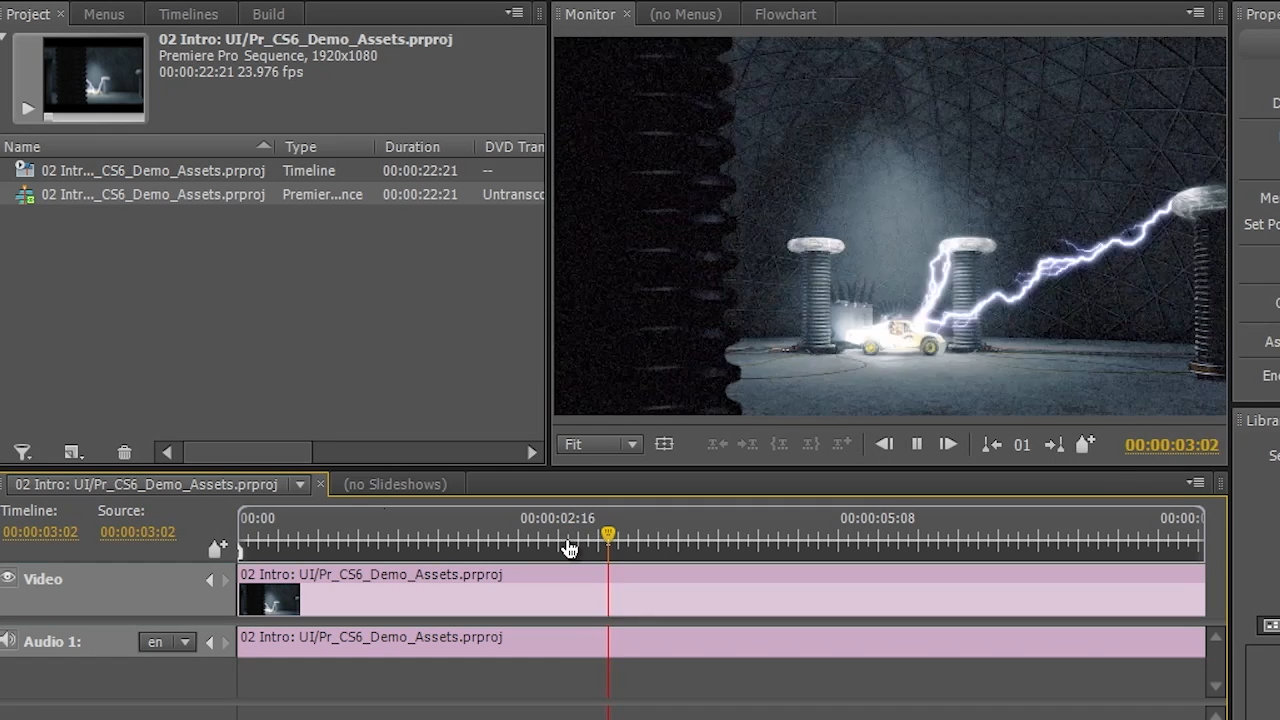 Project × Menus Timelines Build
02 Intro: UI/Pr_CS6_Demo_Assets.prproj
Premiere Pro Sequence, 1920x1080
00:00:22:21 23.976 fps
Name Type Duration DVD Tran
02 Intr..._CS6_Demo_Assets.prproj Timeline 00:00:22:21 --
02 Intr..._CS6_Demo_Assets.prproj Premier...nce 00:00:22:21 Untransco
Monitor × (no Menus) Flowchart
Fit 01 00:00:03:02
Prope
D
Me
Set Po
As
Enc
Libra
Se
02 Intro: UI/Pr_CS6_Demo_Assets.prproj × (no Slideshows)
Timeline: Source:
00:00:03:02 00:00:03:02
00:00 00:00:02:16 00:00:05:08 00:00:0
Video 02 Intro: UI/Pr_CS6_Demo_Assets.prproj
Audio 1: en 02 Intro: UI/Pr_CS6_Demo_Assets.prproj